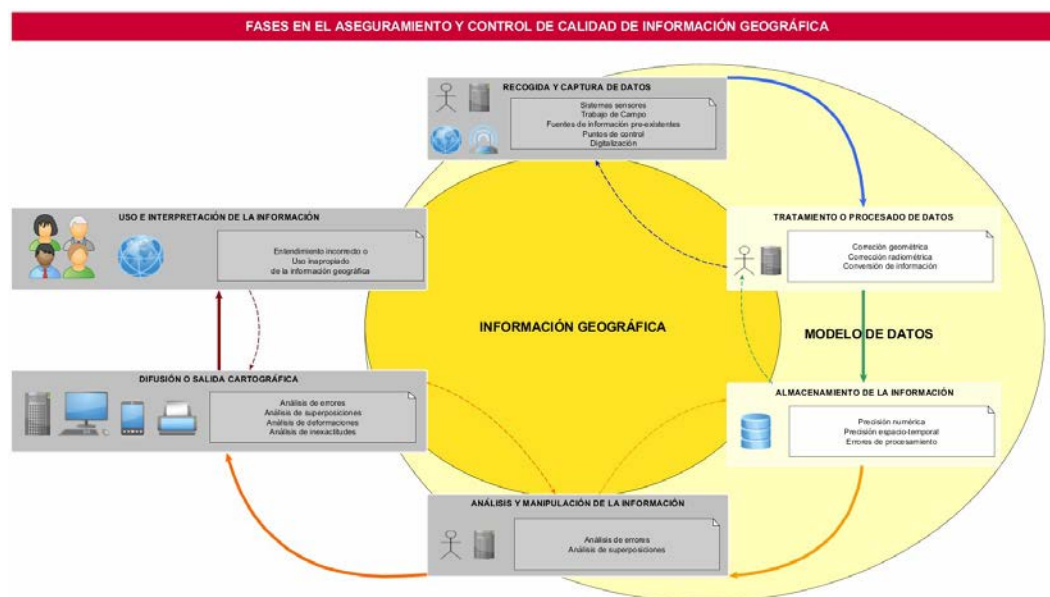 FASES EN EL ASEGURAMIENTO Y CONTROL DE CALIDAD DE INFORMACIÓN GEOGRÁFICA
RECOGIDA Y CAPTURA DE DATOS
Sistemas sensores
Trabajo de Campo
Fuentes de información pre-existentes
Puntos de control
Digitalización
USO E INTERPRETACIÓN DE LA INFORMACIÓN
Entendimiento incorrecto o
Uso inapropiado
de la información geográfica
TRATAMIENTO O PROCESADO DE DATOS
Correción geométrica
Corrección radiométrica
Conversión de información
INFORMACIÓN GEOGRÁFICA
MODELO DE DATOS
DIFUSIÓN O SALIDA CARTOGRÁFICA
Análisis de errores
Análisis de superposiciones
Análisis de deformaciones
Análisis de inexactitudes
ALMACENAMIENTO DE LA INFORMACIÓN
Precisión numérica
Precisión espacio-temporal
Errores de procesamiento
ANÁLISIS Y MANIPULACIÓN DE LA INFORMACIÓN
Análisis de errores
Análisis de superposiciones